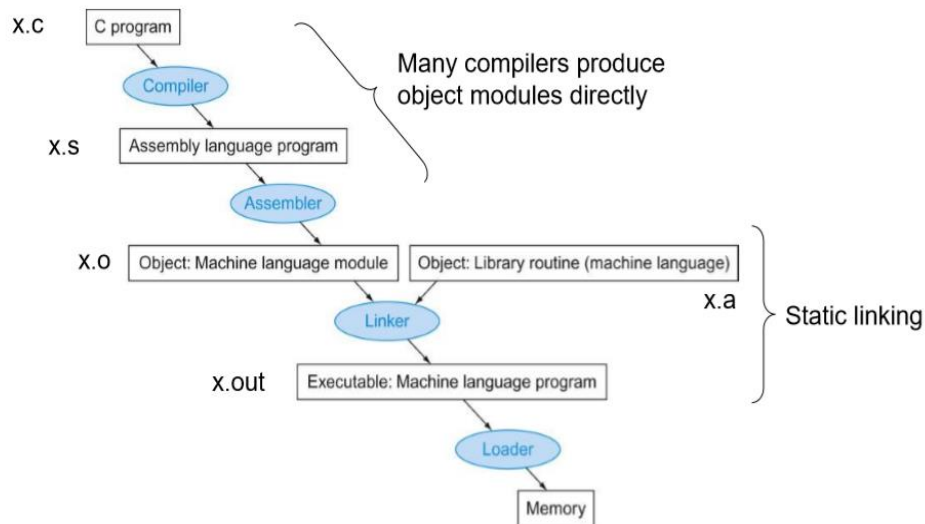 x.c
C program
Many compilers produce
object modules directly
Compiler
x.s
Assembly language program
Assembler
x.o
Object: Machine language module
Object: Library routine (machine language)
x.a
Static linking
Linker
x.out
Executable: Machine language program
Loader
Memory